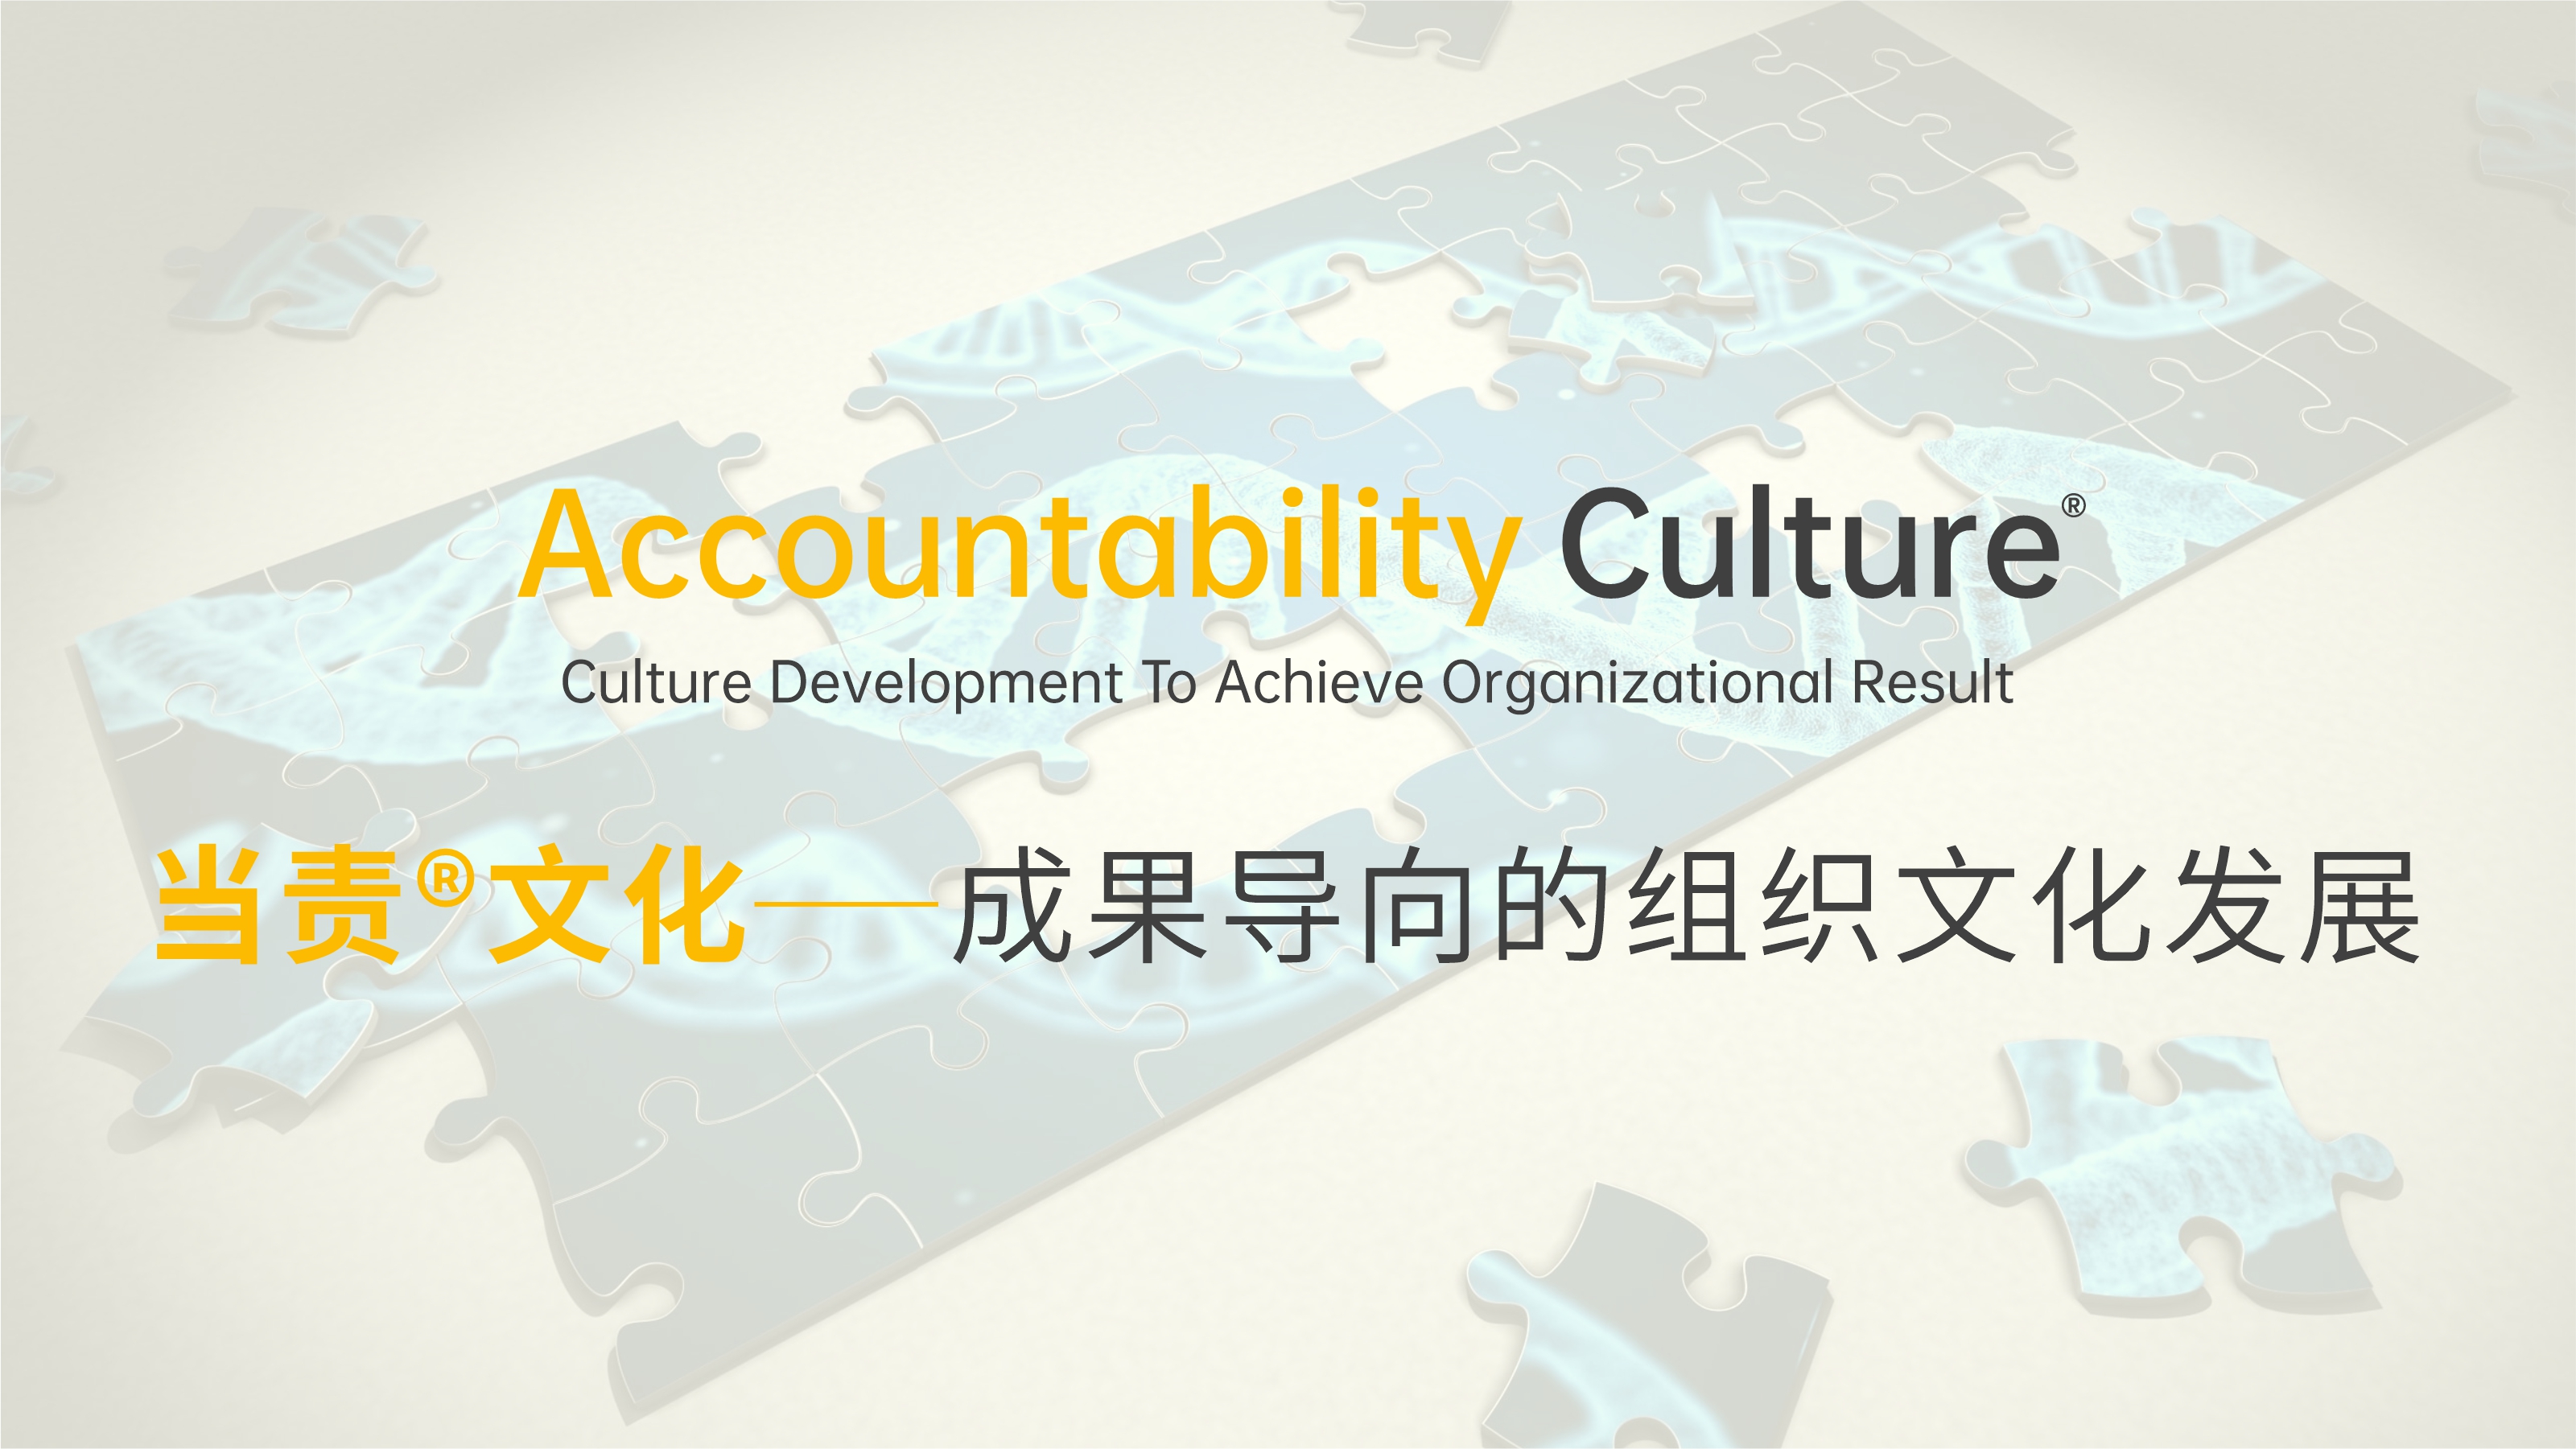 Accountability Culture®
Culture Development To Achieve Organizational Result
当责®文化——成果导向的组织文化发展